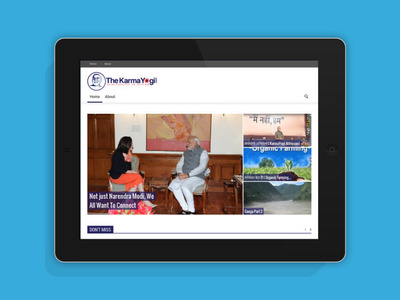 Home About
The KarmaYogi
Home About
"मैं नहीं, हम"
Organic Farming
Not just Narendra Modi, We
All Want To Connect
Ganga Part 2
DON'T MISS